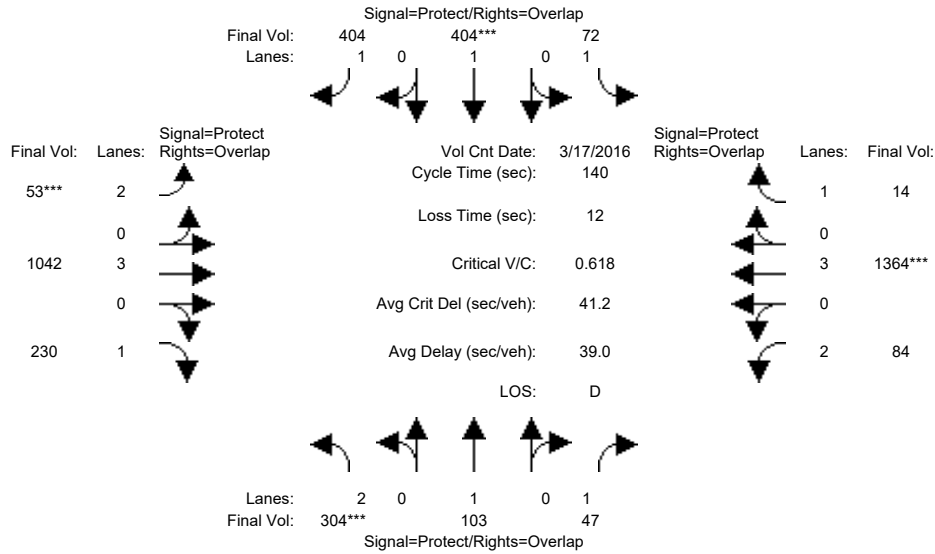 Signal=Protect/Rights=Overlap
Final Vol: 404 404*** 72
Lanes: 1 0 1 0 1
Signal=Protect Signal=Protect
Final Vol: Lanes: Rights=Overlap Vol Cnt Date: 3/17/2016 Rights=Overlap Lanes: Final Vol:
Cycle Time (sec): 140
53*** 2 1 14
Loss Time (sec): 12
0 0
1042 3 Critical V/C: 0.618 3 1364***
0 Avg Crit Del (sec/veh): 41.2 0
230 1 Avg Delay (sec/veh): 39.0 2 84
LOS: D
Lanes: 2 0 1 0 1
Final Vol: 304*** 103 47
Signal=Protect/Rights=Overlap